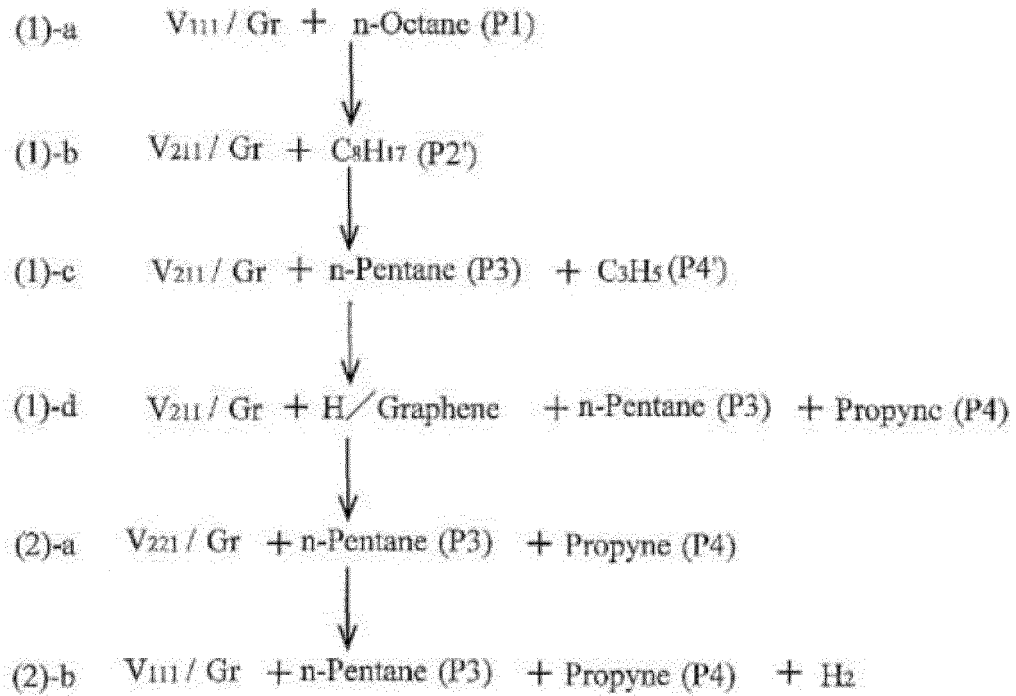 (1)-a V₁₁₁ / Gr + n-Octane (P1)
(1)-b V₂₁₁ / Gr + C₈H₁₇ (P2')
(1)-c V₂₁₁ / Gr + n-Pentane (P3) + C₃H₅ (P4')
(1)-d V₂₁₁ / Gr + H／Graphene + n-Pentane (P3) + Propyne (P4)
(2)-a V₂₂₁ / Gr + n-Pentane (P3) + Propyne (P4)
(2)-b V₁₁₁ / Gr + n-Pentane (P3) + Propyne (P4) + H₂